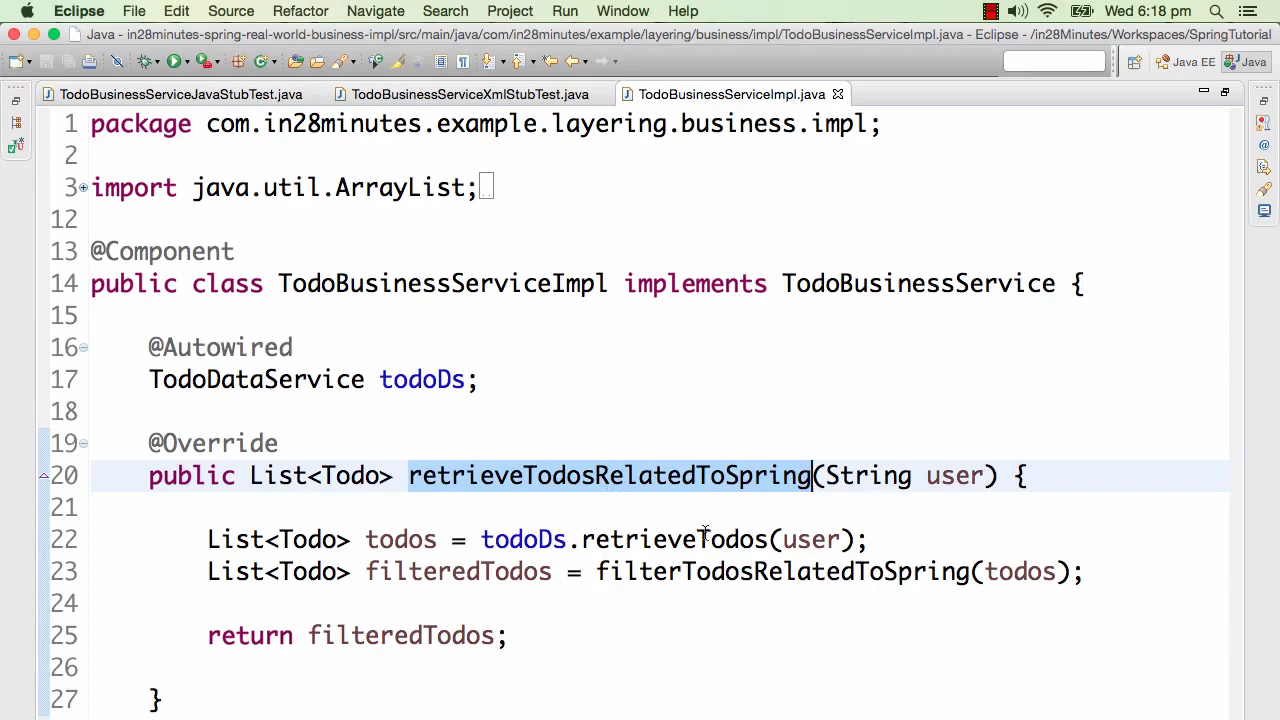 Eclipse File Edit Source Refactor Navigate Search Project Run Window Help Wed 6:18 pm
Java - in28minutes-spring-real-world-business-impl/src/main/java/com/in28minutes/example/layering/business/impl/TodoBusinessServiceImpl.java - Eclipse - /in28Minutes/Workspaces/SpringTutorial
Java EE Java
TodoBusinessServiceJavaStubTest.java TodoBusinessServiceXmlStubTest.java TodoBusinessServiceImpl.java
1 package com.in28minutes.example.layering.business.impl;
2
3 import java.util.ArrayList;
12
13 @Component
14 public class TodoBusinessServiceImpl implements TodoBusinessService {
15
16 @Autowired
17 TodoDataService todoDs;
18
19 @Override
20 public List<Todo> retrieveTodosRelatedToSpring(String user) {
21
22 List<Todo> todos = todoDs.retrieveTodos(user);
23 List<Todo> filteredTodos = filterTodosRelatedToSpring(todos);
24
25 return filteredTodos;
26
27 }